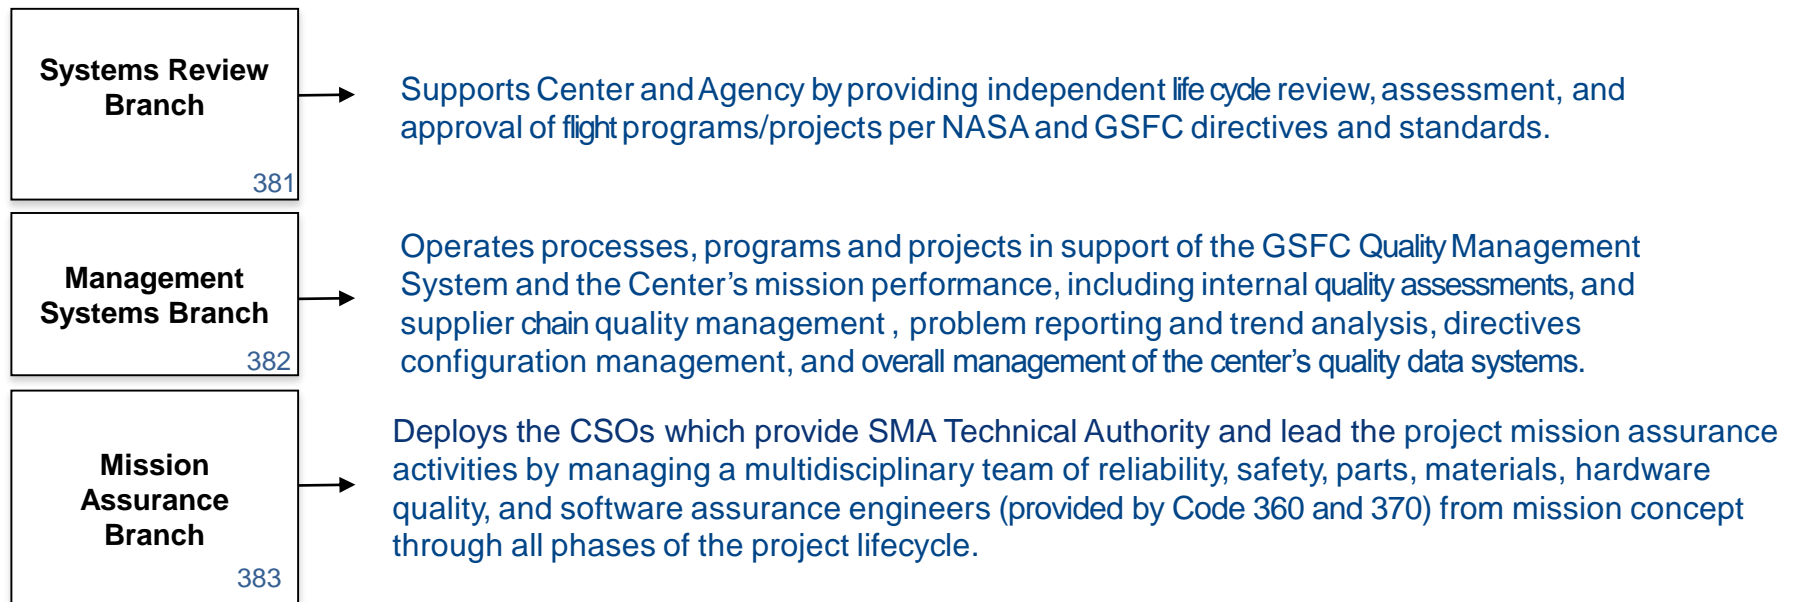 Systems Review
Branch
381
Supports Center and Agency by providing independent life cycle review, assessment, and
approval of flight programs/projects per NASA and GSFC directives and standards.
Management
Systems Branch
382
Operates processes, programs and projects in support of the GSFC Quality Management
System and the Center’s mission performance, including internal quality assessments, and
supplier chain quality management , problem reporting and trend analysis, directives
configuration management, and overall management of the center’s quality data systems.
Mission
Assurance
Branch
383
Deploys the CSOs which provide SMA Technical Authority and lead the project mission assurance
activities by managing a multidisciplinary team of reliability, safety, parts, materials, hardware
quality, and software assurance engineers (provided by Code 360 and 370) from mission concept
through all phases of the project lifecycle.